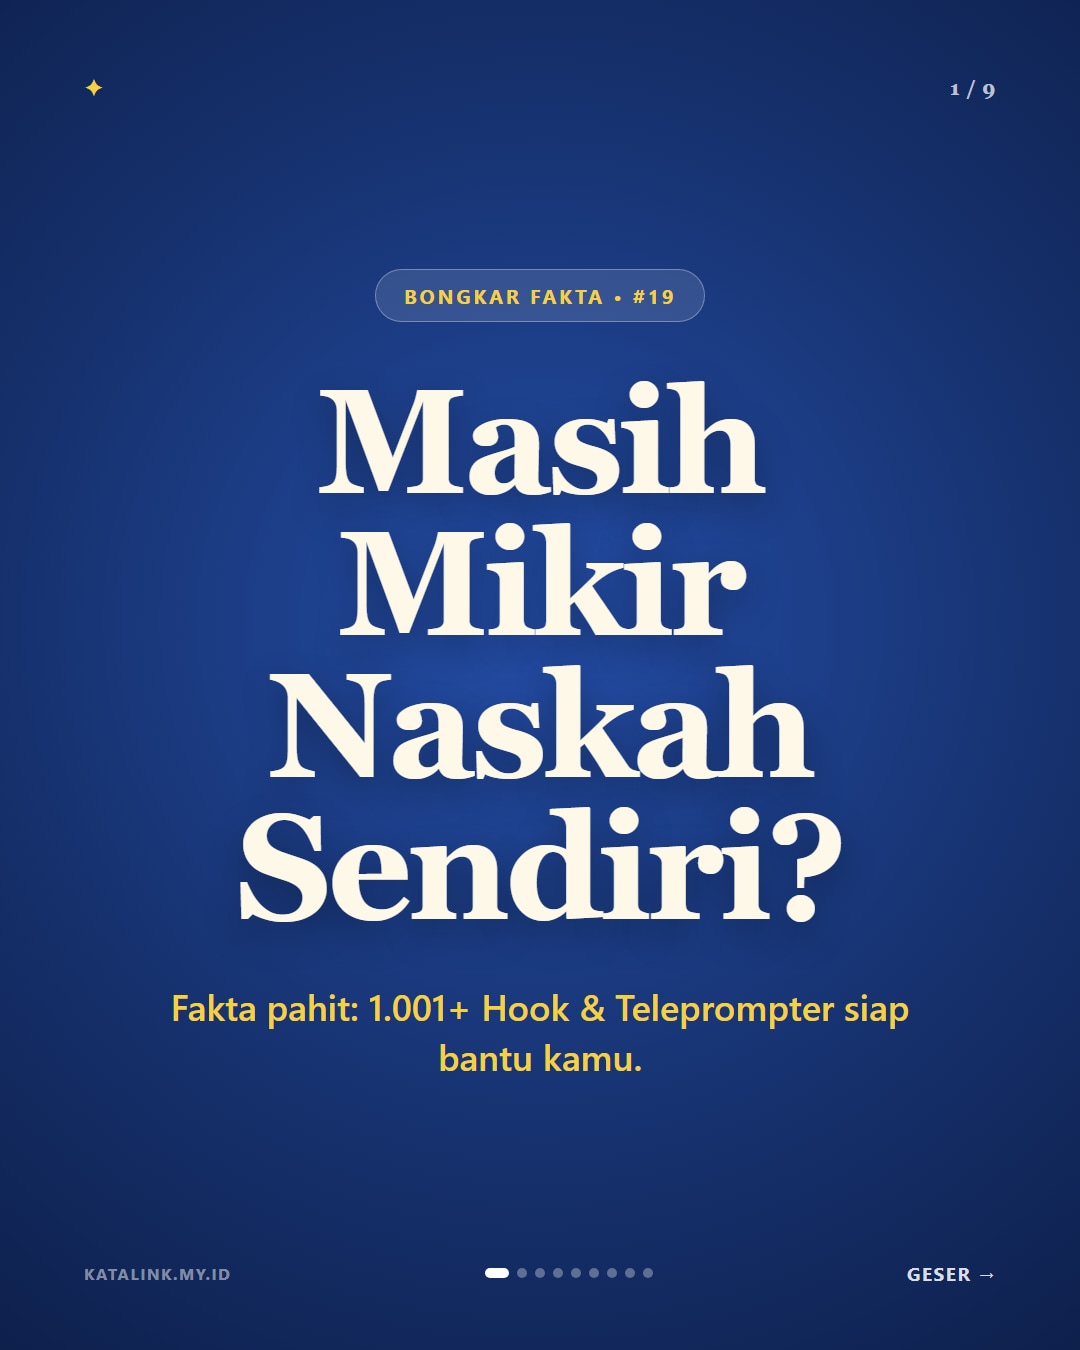 1 / 9
BONGKAR FAKTA • #19
Masih
Mikir
Naskah
Sendiri?
Fakta pahit: 1.001+ Hook & Teleprompter siap
bantu kamu.
KATALINK.MY.ID
GESER →